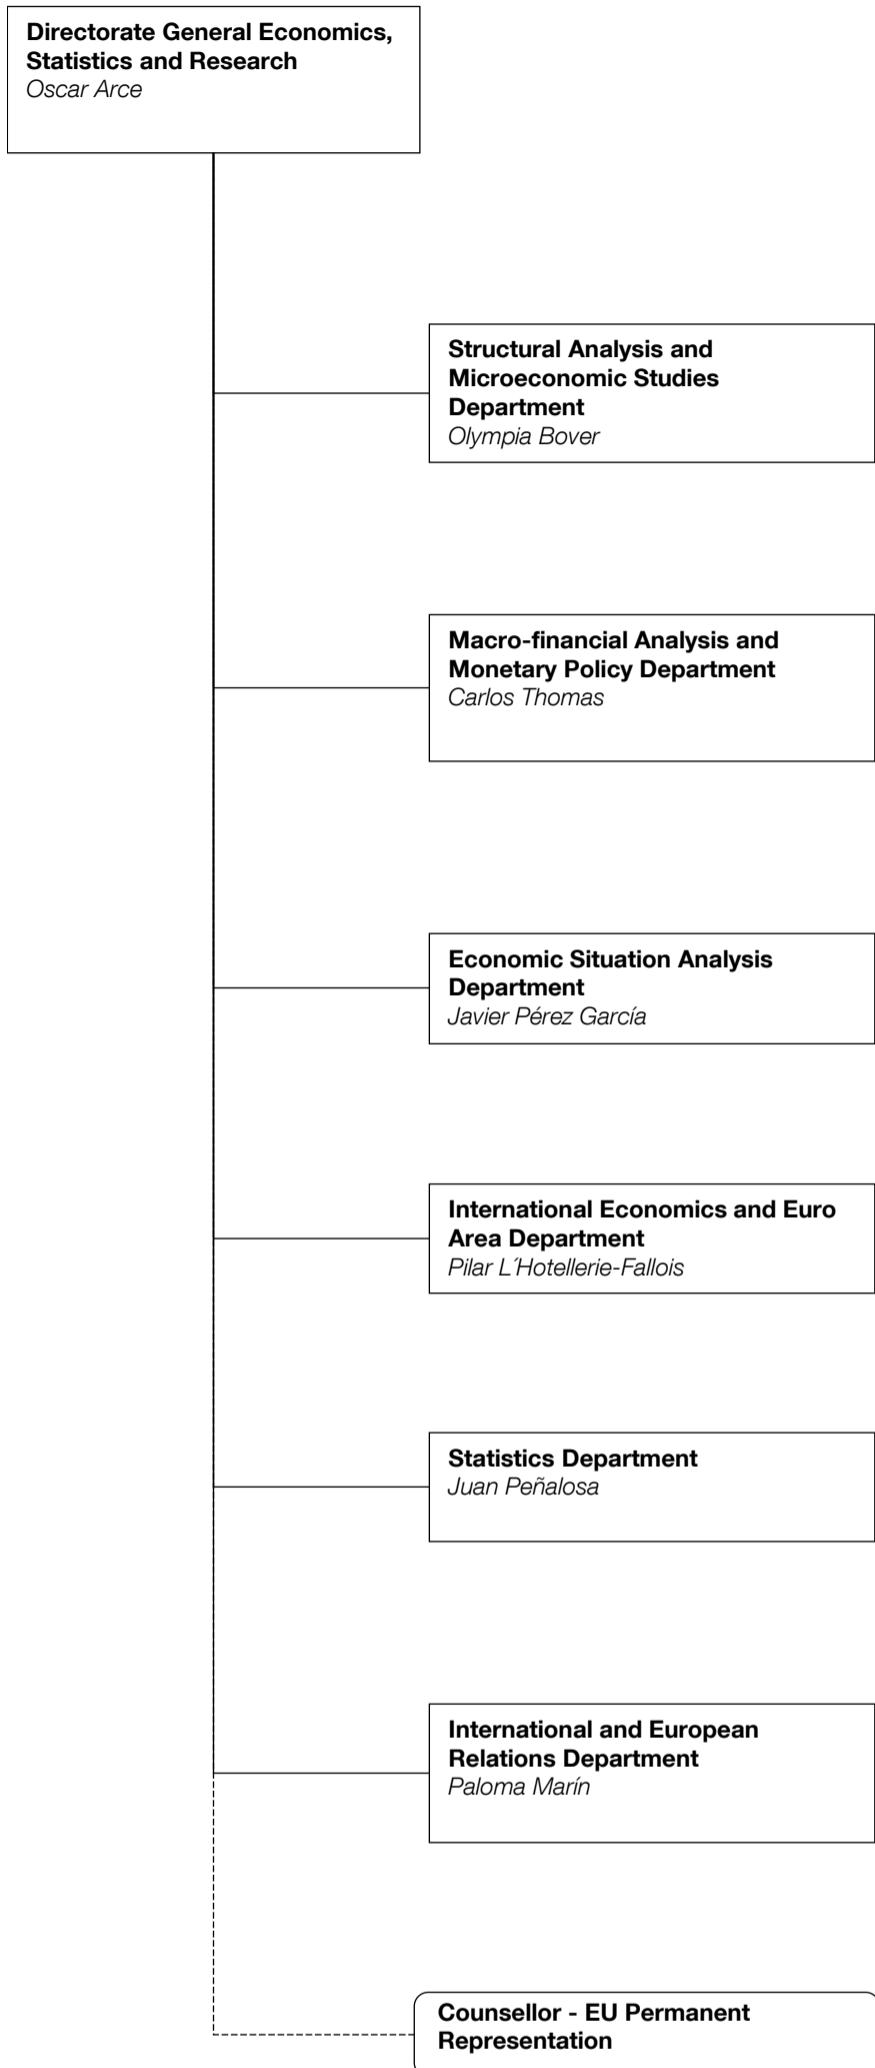 Directorate General Economics,
Statistics and Research
Oscar Arce
Structural Analysis and
Microeconomic Studies
Department
Olympia Bover
Macro-financial Analysis and
Monetary Policy Department
Carlos Thomas
Economic Situation Analysis
Department
Javier Pérez García
International Economics and Euro
Area Department
Pilar L´Hotellerie-Fallois
Statistics Department
Juan Peñalosa
International and European
Relations Department
Paloma Marín
Counsellor - EU Permanent
Representation